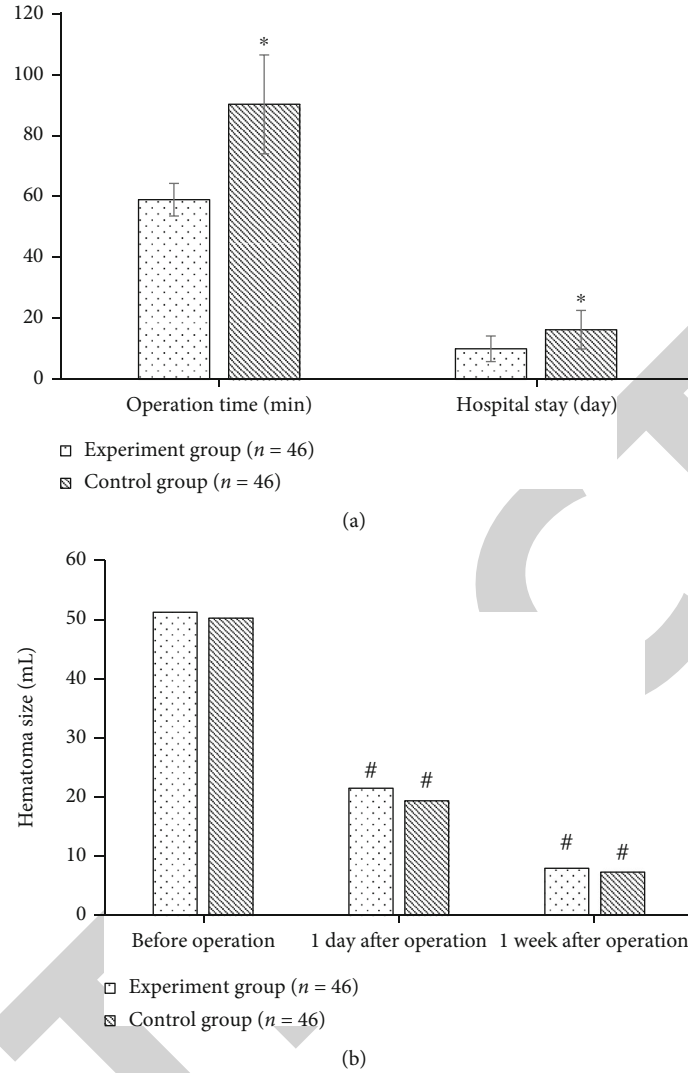 120
100
80
60
40
20
0
*
*
Operation time (min)
Hospital stay (day)
Experiment group (n = 46)
Control group (n = 46)
(a)
60
50
40
30
20
10
0
Hematoma size (mL)
#
#
#
#
Before operation
1 day after operation
1 week after operation
Experiment group (n = 46)
Control group (n = 46)
(b)